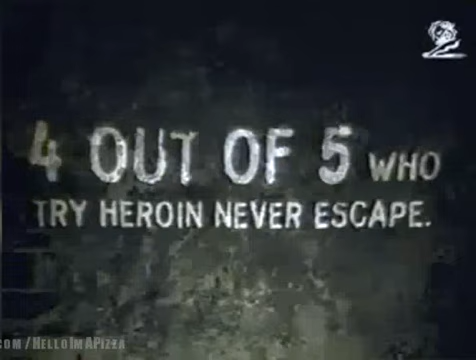 4 OUT OF 5 WHO
TRY HEROIN NEVER ESCAPE.
COM/HELLOIMAPIZZA